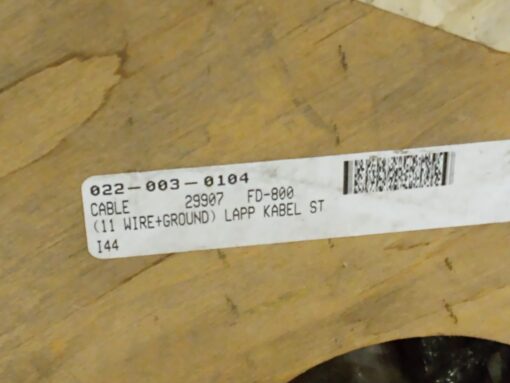 022-003-0104
CABLE 29907 FD-800
(11 WIRE+GROUND) LAPP KABEL ST
I44